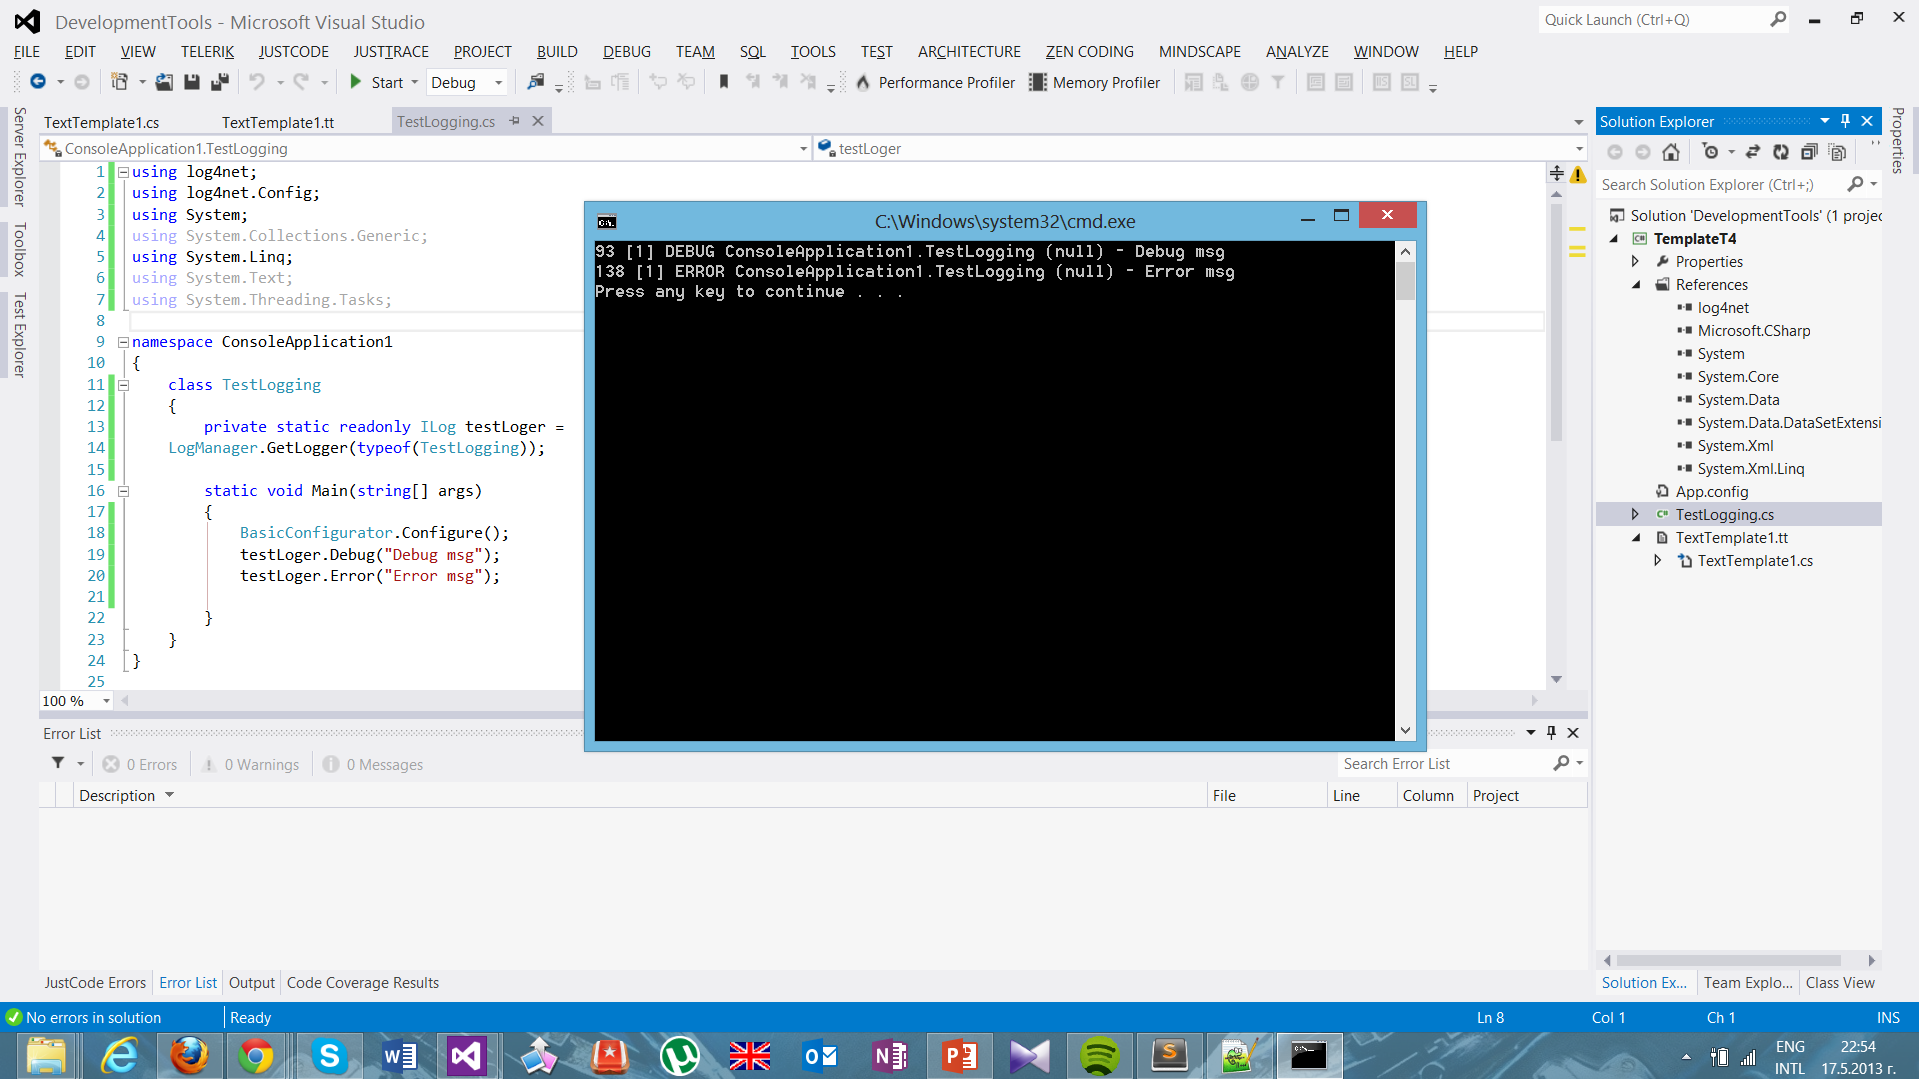 DevelopmentTools - Microsoft Visual Studio
Quick Launch (Ctrl+Q)
FILE EDIT VIEW TELERIK JUSTCODE JUSTTRACE PROJECT BUILD DEBUG TEAM SQL TOOLS TEST ARCHITECTURE ZEN CODING MINDSCAPE ANALYZE WINDOW HELP
Start Debug Performance Profiler Memory Profiler
Server Explorer
Toolbox
Test Explorer
TextTemplate1.cs TextTemplate1.tt TestLogging.cs
ConsoleApplication1.TestLogging testLoger
1 using log4net;
2 using log4net.Config;
3 using System;
4 using System.Collections.Generic;
5 using System.Linq;
6 using System.Text;
7 using System.Threading.Tasks;
8
9 namespace ConsoleApplication1
10 {
11 class TestLogging
12 {
13 private static readonly ILog testLoger =
14 LogManager.GetLogger(typeof(TestLogging));
15
16 static void Main(string[] args)
17 {
18 BasicConfigurator.Configure();
19 testLoger.Debug("Debug msg");
20 testLoger.Error("Error msg");
21
22 }
23 }
24 }
25
100 %
C:\Windows\system32\cmd.exe
93 [1] DEBUG ConsoleApplication1.TestLogging (null) - Debug msg
138 [1] ERROR ConsoleApplication1.TestLogging (null) - Error msg
Press any key to continue . . .
Solution Explorer
Search Solution Explorer (Ctrl+;)
Solution 'DevelopmentTools' (1 projec
TemplateT4
Properties
References
log4net
Microsoft.CSharp
System
System.Core
System.Data
System.Data.DataSetExtensi
System.Xml
System.Xml.Linq
App.config
TestLogging.cs
TextTemplate1.tt
TextTemplate1.cs
Properties
Error List
0 Errors 0 Warnings 0 Messages
Search Error List
Description File Line Column Project
JustCode Errors Error List Output Code Coverage Results
Solution Ex... Team Explo... Class View
No errors in solution Ready Ln 8 Col 1 Ch 1 INS
ENG 22:54
INTL 17.5.2013 г.